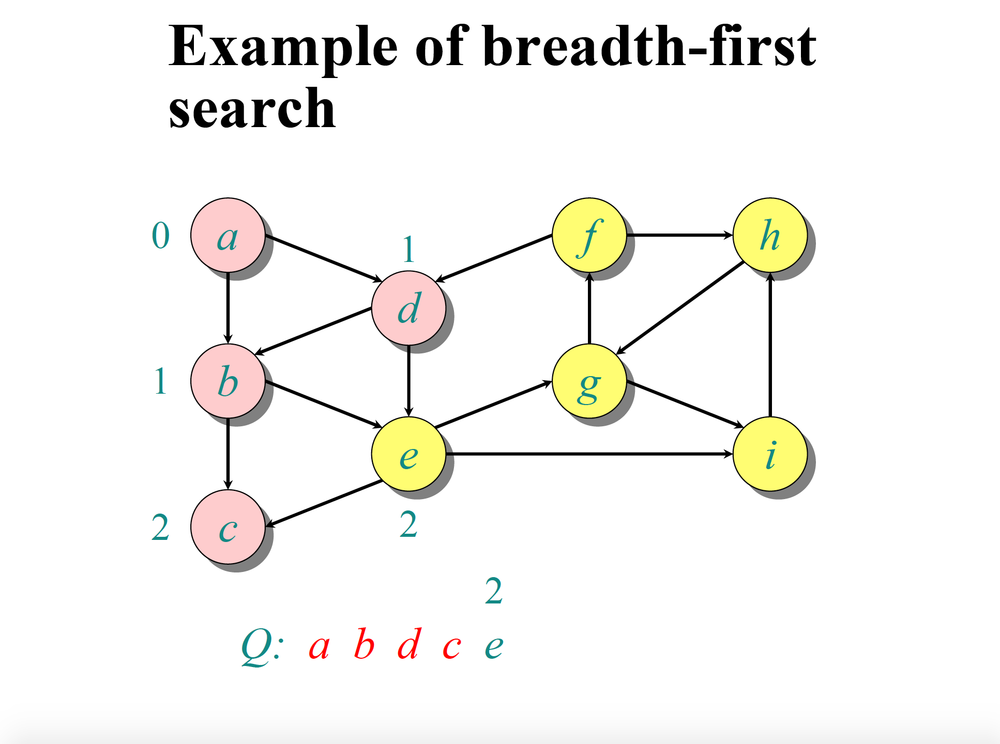 Example of breadth-first
search
0 a f h
1
d
1 b g
e i
2 c 2
2
Q: a b d c e